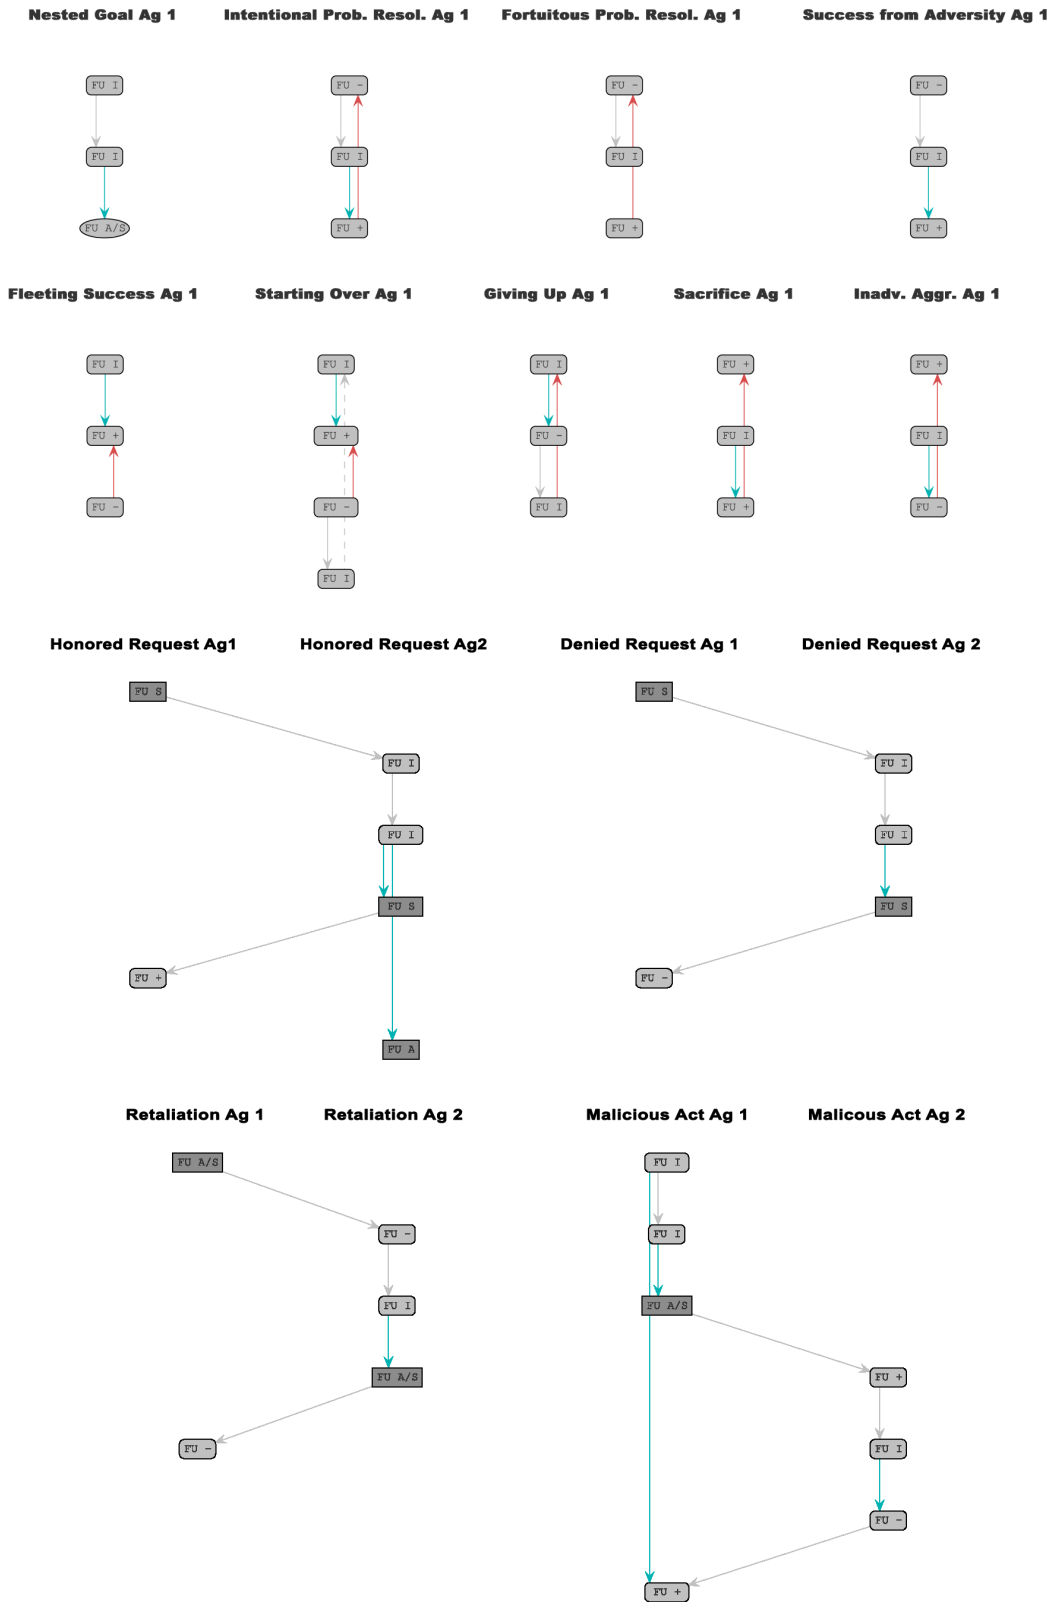 Nested Goal Ag 1 Intentional Prob. Resol. Ag 1 Fortuitous Prob. Resol. Ag 1 Success from Adversity Ag 1
FU I FU - FU - FU -
FU I FU I FU I FU I
FU A/S FU + FU + FU +
Fleeting Success Ag 1 Starting Over Ag 1 Giving Up Ag 1 Sacrifice Ag 1 Inadv. Aggr. Ag 1
FU I FU I FU I FU + FU +
FU + FU + FU - FU I FU I
FU - FU - FU I FU + FU -
FU I
Honored Request Ag1 Honored Request Ag2 Denied Request Ag 1 Denied Request Ag 2
FU S FU S
FU I FU I
FU I FU I
FU S FU S
FU + FU -
FU A
Retaliation Ag 1 Retaliation Ag 2 Malicious Act Ag 1 Malicous Act Ag 2
FU A/S FU I
FU - FU I
FU I FU A/S
FU A/S FU +
FU - FU I
FU -
FU +